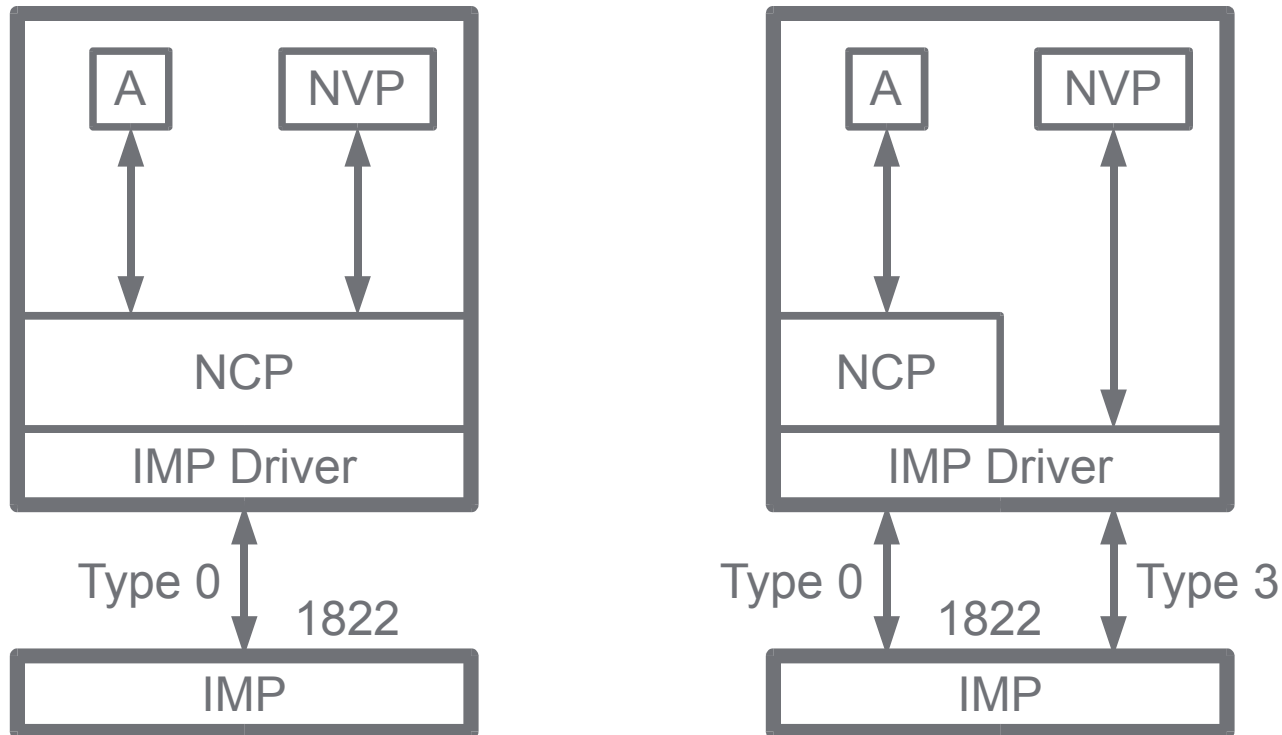 A
NVP
NCP
IMP Driver
Type 0
1822
IMP
A
NVP
NCP
IMP Driver
Type 0
1822
Type 3
IMP